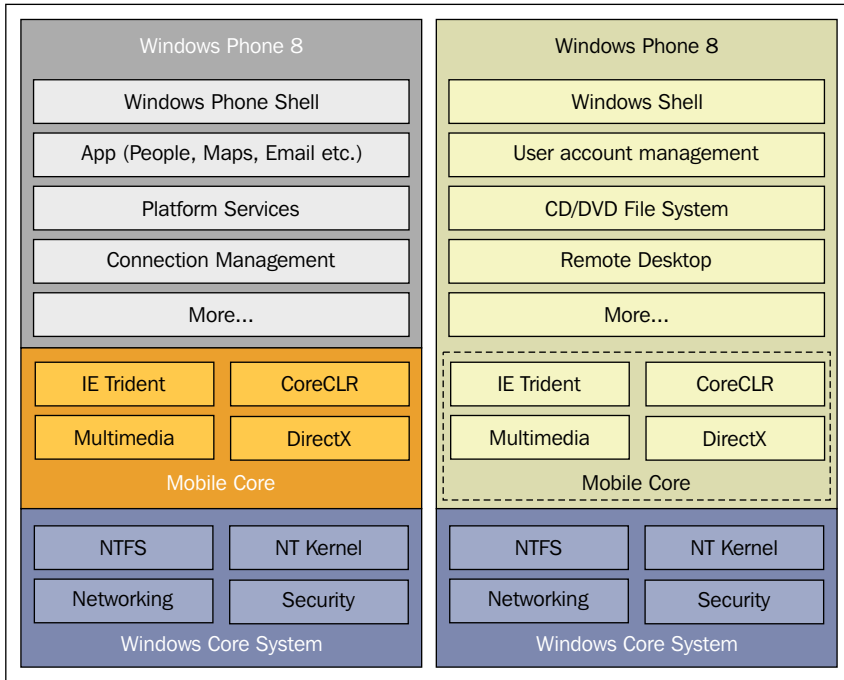 Windows Phone 8
Windows Phone Shell
App (People, Maps, Email etc.)
Platform Services
Connection Management
More...
IE Trident
CoreCLR
Multimedia
DirectX
Mobile Core
NTFS
NT Kernel
Networking
Security
Windows Core System
Windows Phone 8
Windows Shell
User account management
CD/DVD File System
Remote Desktop
More...
IE Trident
CoreCLR
Multimedia
DirectX
Mobile Core
NTFS
NT Kernel
Networking
Security
Windows Core System